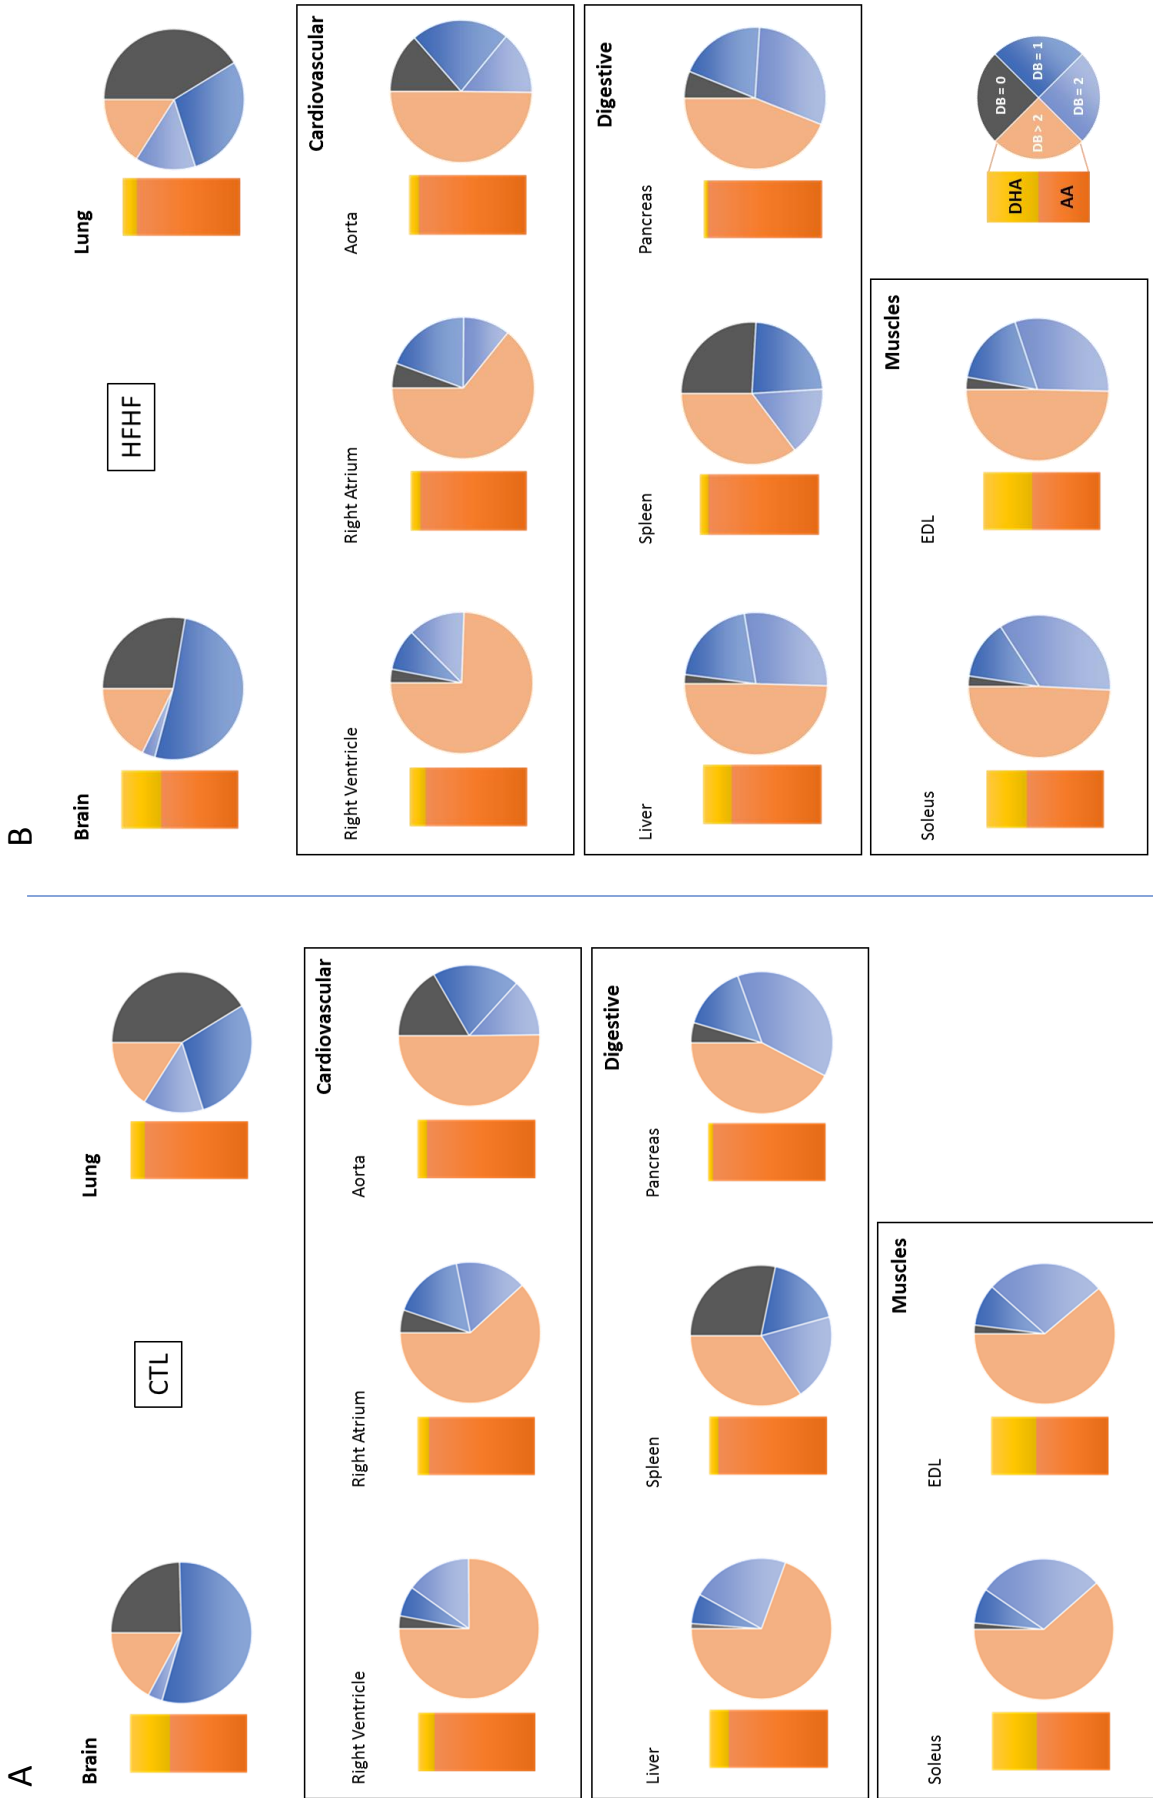 A
CTL
Brain
Lung
Cardiovascular
Right Ventricle
Right Atrium
Aorta
Digestive
Liver
Spleen
Pancreas
Muscles
Soleus
EDL
B
HFHF
Brain
Lung
Cardiovascular
Right Ventricle
Right Atrium
Aorta
Digestive
Liver
Spleen
Pancreas
Muscles
Soleus
EDL
DHA
AA
DB = 0
DB = 1
DB = 2
DB > 2